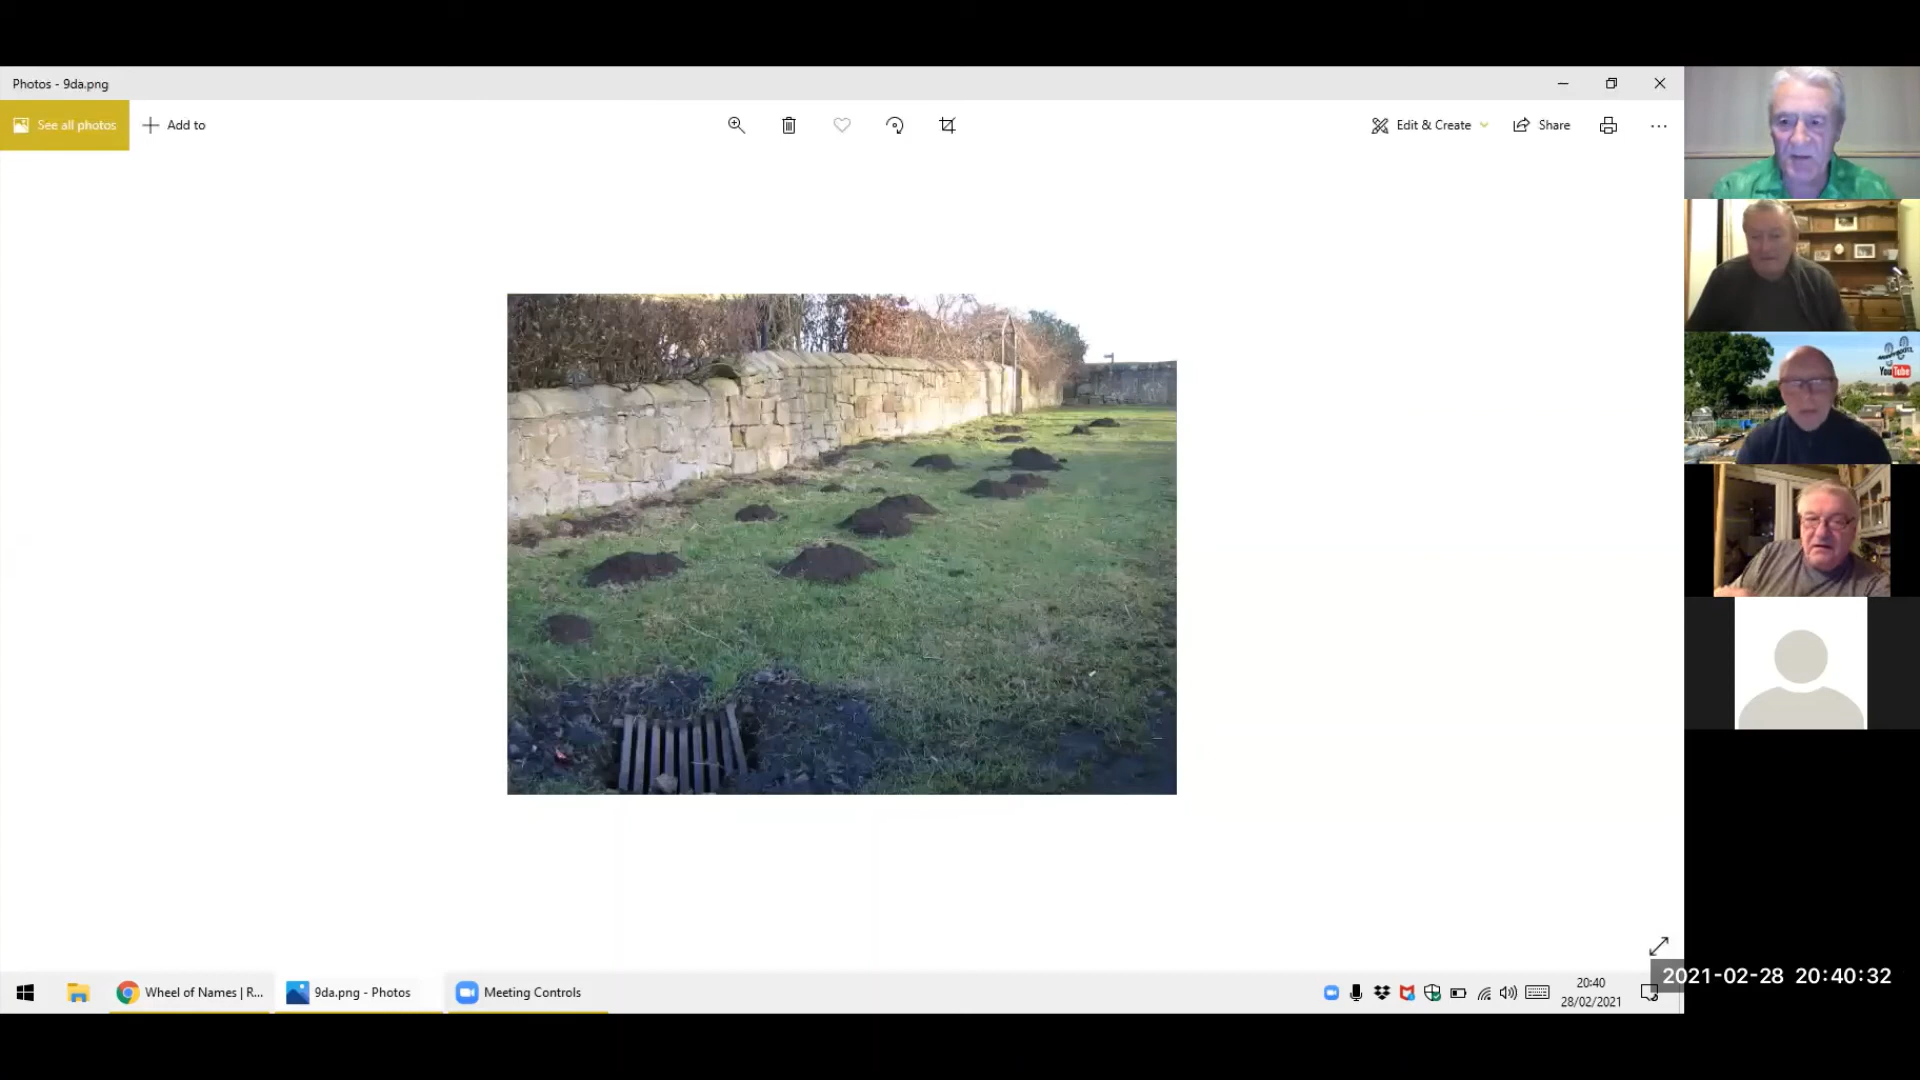 Photos - 9da.png
See all photos
Add to
Edit & Create
Share
YouTube
Wheel of Names | R...
9da.png - Photos
Meeting Controls
20:40
28/02/2021
2021-02-28 20:40:32